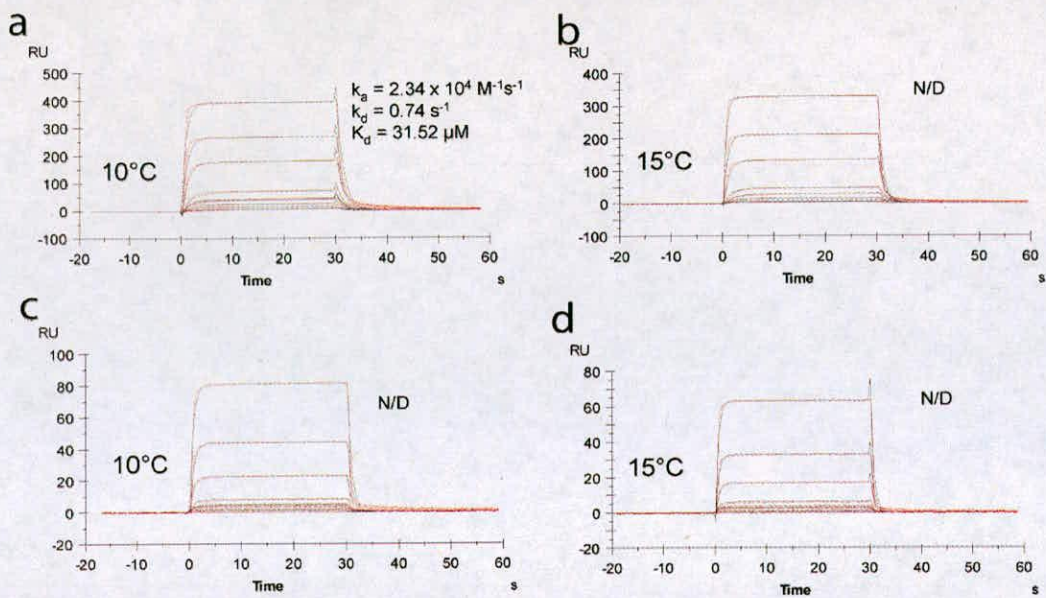 a
RU
500
400
300
200
100
0
-100
10°C
kₐ = 2.34 x 10⁴ M⁻¹s⁻¹
k_d = 0.74 s⁻¹
K_d = 31.52 µM
-20 -10 0 10 20 30 40 50 60
Time s
b
RU
400
300
200
100
0
-100
15°C
N/D
-20 -10 0 10 20 30 40 50 60
Time s
c
RU
100
80
60
40
20
0
-20
10°C
N/D
-20 -10 0 10 20 30 40 50 60
Time s
d
RU
80
60
40
20
0
-20
15°C
N/D
-20 -10 0 10 20 30 40 50 60
Time s